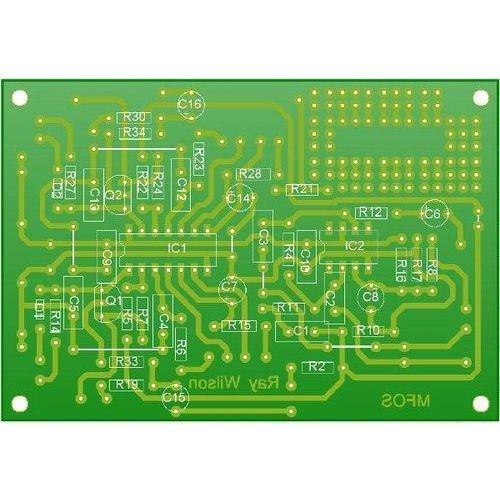 C16
R30
R34
R23
R27
D2
C13
Q2
R22
R24
C12
R28
C14
R21
R12
C6
C3
IC1
R4
IC2
C9
R16
R17
R8
C5
C7
C2
C8
D1
R14
Q1
R5
R7
C4
R15
R11
C1
R10
R6
R33
R2
R19
C15
Ray Wilson
MFOS